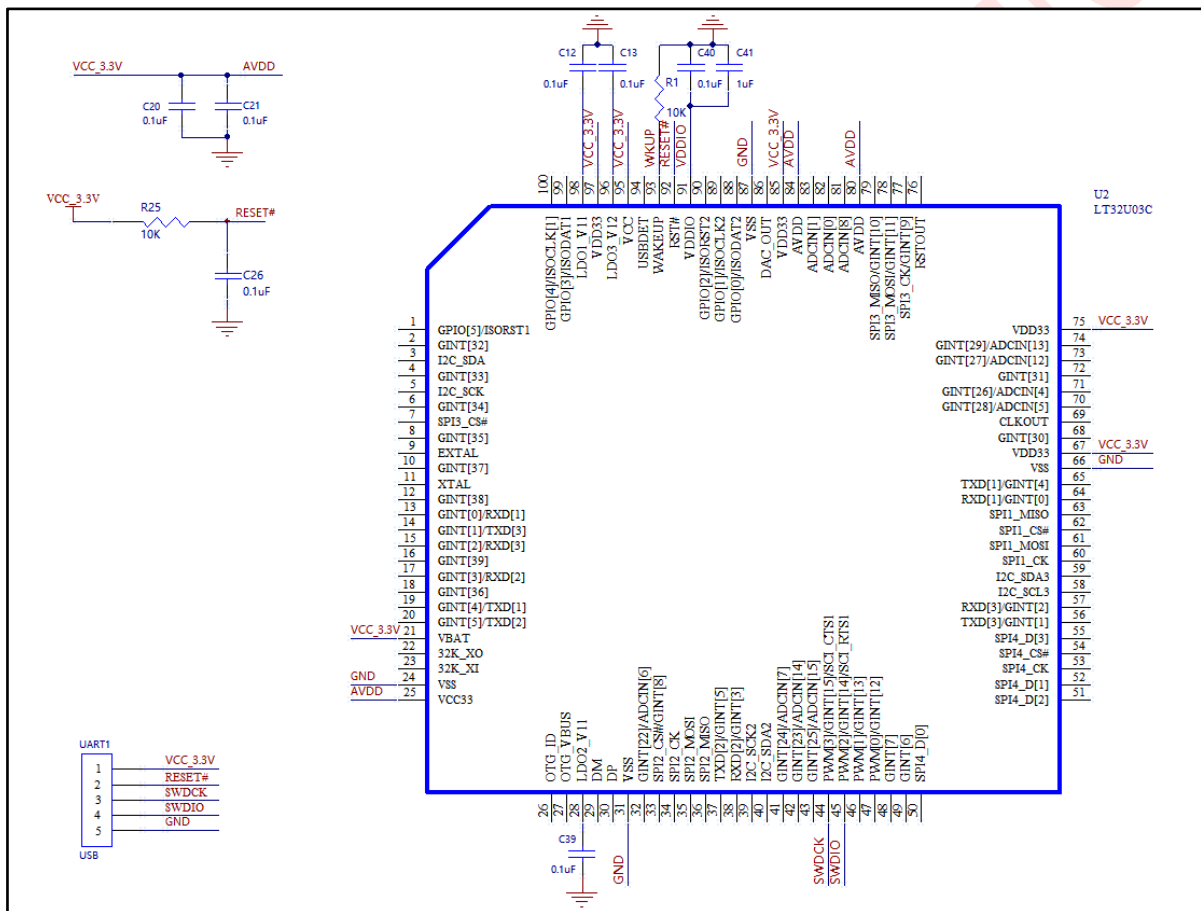 VCC_3.3V
AVDD
C20
0.1uF
C21
0.1uF
VCC_3.3V
R25
10K
RESET#
C26
0.1uF
C12
0.1uF
C13
0.1uF
R1
10K
C40
0.1uF
C41
1uF
VCC_3.3V
VCC_3.3V
WKUP
RESET#
VDDIO
GND
VCC_3.3V
AVDD
AVDD
U2
LT32U03C
100 GPIO[4]/ISOCLK[1]
99 GPIO[3]/ISODAT1
98 LDO1_V11
97 VDD33
96 LDO3_V12
95 VCC
94 USBDET
93 WAKEUP
92 RST#
91 VDDIO
90 GPIO[2]/ISORST2
89 GPIO[1]/ISOCLK2
88 GPIO[0]/ISODAT2
87 VSS
86 DAC_OUT
85 VDD33
84 AVDD
83 ADCIN[1]
82 ADCIN[0]
81 ADCIN[8]
80 AVDD
79 SPI3_MISO/GINT[10]
78 SPI3_MOSI/GINT[11]
77 SPI3_CK/GINT[9]
76 RSTOUT
1 GPIO[5]/ISORST1
2 GINT[32]
3 I2C_SDA
4 GINT[33]
5 I2C_SCK
6 GINT[34]
7 SPI3_CS#
8 GINT[35]
9 EXTAL
10 GINT[37]
11 XTAL
12 GINT[38]
13 GINT[0]/RXD[1]
14 GINT[1]/TXD[3]
15 GINT[2]/RXD[3]
16 GINT[39]
17 GINT[3]/RXD[2]
18 GINT[36]
19 GINT[4]/TXD[1]
20 GINT[5]/TXD[2]
VCC_3.3V 21 VBAT
22 32K_XO
23 32K_XI
GND 24 VSS
AVDD 25 VCC33
VDD33 75 VCC_3.3V
GINT[29]/ADCIN[13] 74
GINT[27]/ADCIN[12] 73
GINT[31] 72
GINT[26]/ADCIN[4] 71
GINT[28]/ADCIN[5] 70
CLKOUT 69
GINT[30] 68
VDD33 67 VCC_3.3V
VSS 66 GND
TXD[1]/GINT[4] 65
RXD[1]/GINT[0] 64
SPI1_MISO 63
SPI1_CS# 62
SPI1_MOSI 61
SPI1_CK 60
I2C_SDA3 59
I2C_SCL3 58
RXD[3]/GINT[2] 57
TXD[3]/GINT[1] 56
SPI4_D[3] 55
SPI4_CS# 54
SPI4_CK 53
SPI4_D[1] 52
SPI4_D[2] 51
OTG_ID 26
OTG_VBUS 27
LDO2_V11 28
DM 29
DP 30
VSS 31
GINT[22]/ADCIN[6] 32
SPI2_CS#/GINT[8] 33
SPI2_CK 34
SPI2_MOSI 35
SPI2_MISO 36
TXD[2]/GINT[5] 37
RXD[2]/GINT[3] 38
I2C_SCK2 39
I2C_SDA2 40
GINT[24]/ADCIN[7] 41
GINT[23]/ADCIN[14] 42
GINT[25]/ADCIN[15] 43
PWM[3]/GINT[15]/SCI_CTS1 44
PWM[2]/GINT[14]/SCI_RTS1 45
PWM[1]/GINT[13] 46
PWM[0]/GINT[12] 47
GINT[7] 48
GINT[6] 49
SPI4_D[0] 50
C39
0.1uF
GND
SWDCK
SWDIO
UART1
1 VCC_3.3V
2 RESET#
3 SWDCK
4 SWDIO
5 GND
USB